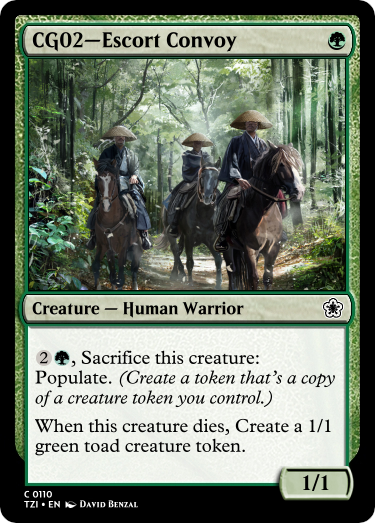 CG02—Escort Convoy
Creature — Human Warrior
2, Sacrifice this creature:
Populate. (Create a token that's a copy
of a creature token you control.)
When this creature dies, Create a 1/1
green toad creature token.
1/1
C 0110
TZI • EN David Benzal